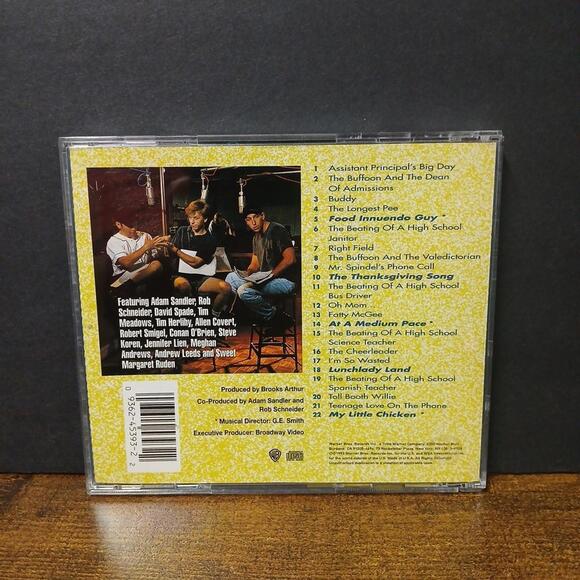 1 Assistant Principal's Big Day
2 The Buffoon And The Dean
Of Admissions
3 Buddy
4 The Longest Pee
5 Food Innuendo Guy *
6 The Beating Of A High School
Janitor
7 Right Field
8 The Buffoon And The Valedictorian
9 Mr. Spindel's Phone Call
10 The Thanksgiving Song
11 The Beating Of A High School
Bus Driver
12 Oh Mom...
13 Fatty McGee
14 At A Medium Pace *
15 The Beating Of A High School
Science Teacher
16 The Cheerleader
17 I'm So Wasted
18 Lunchlady Land
19 The Beating Of A High School
Spanish Teacher
20 Toll Booth Willie
21 Teenage Love On The Phone
22 My Little Chicken *
Featuring Adam Sandler, Rob
Schneider, David Spade, Tim
Meadows, Tim Herlihy, Allen Covert,
Robert Smigel, Conan O'Brien, Steve
Koren, Jennifer Lien, Meghan
Andrews, Andrew Leeds and Sweet
Margaret Ruden
Produced by Brooks Arthur
Co-Produced by Adam Sandler and
Rob Schneider
* Musical Director: G.E. Smith
Executive Producer: Broadway Video
0 9362-45393-2 2